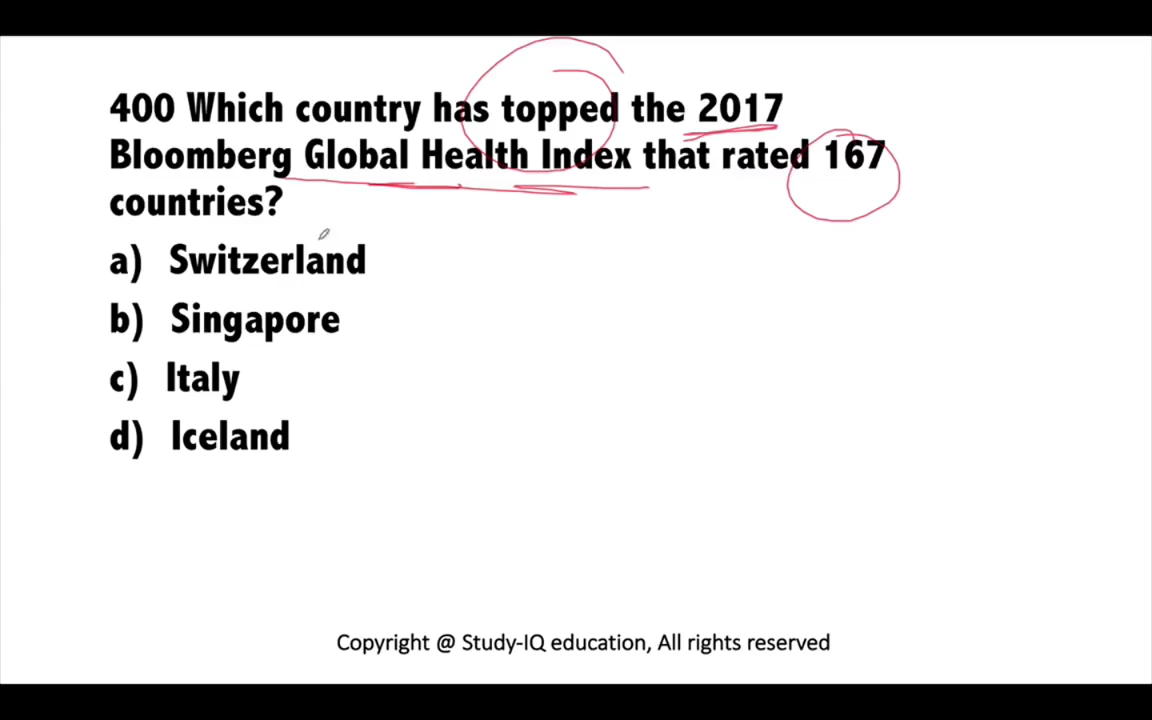 400 Which country has topped the 2017
Bloomberg Global Health Index that rated 167
countries?
a) Switzerland
b) Singapore
c) Italy
d) Iceland
Copyright @ Study-IQ education, All rights reserved